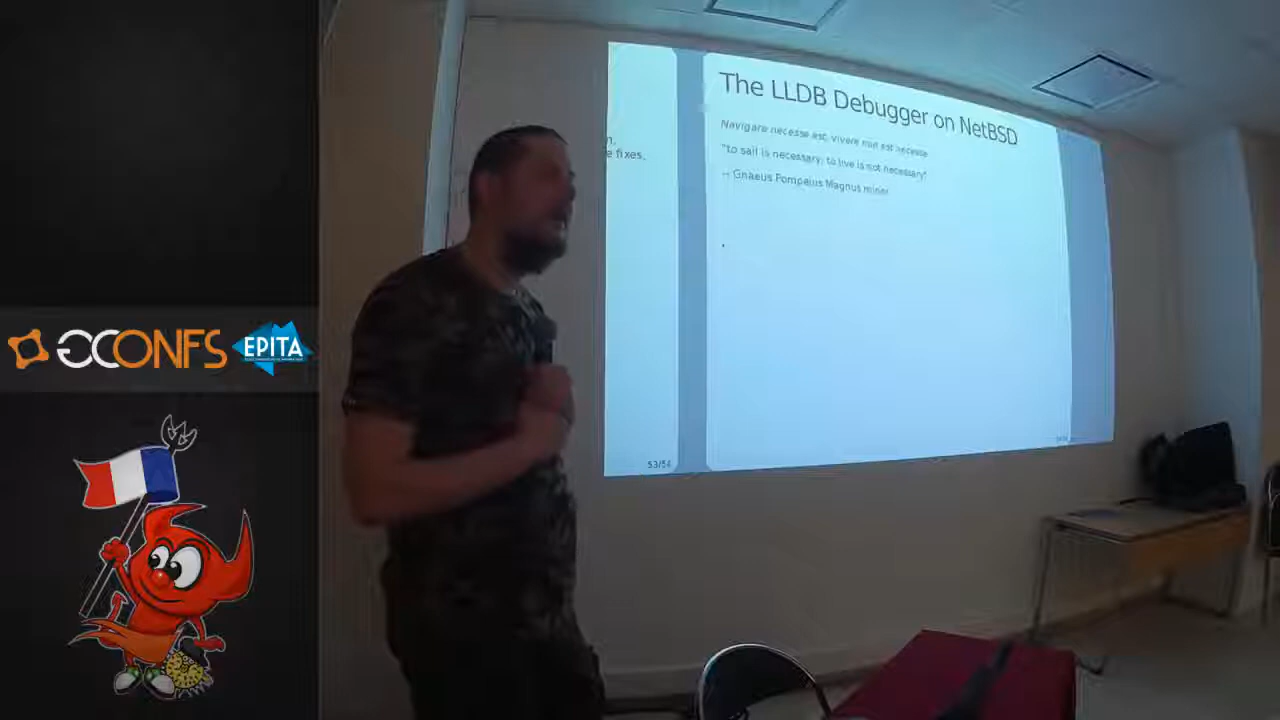 GCONFS
EPITA
n,
e fixes,
53/54
The LLDB Debugger on NetBSD
Navigare necesse est, vivere non est necesse
"to sail is necessary; to live is not necessary"
-- Gnaeus Pompeius Magnus minor